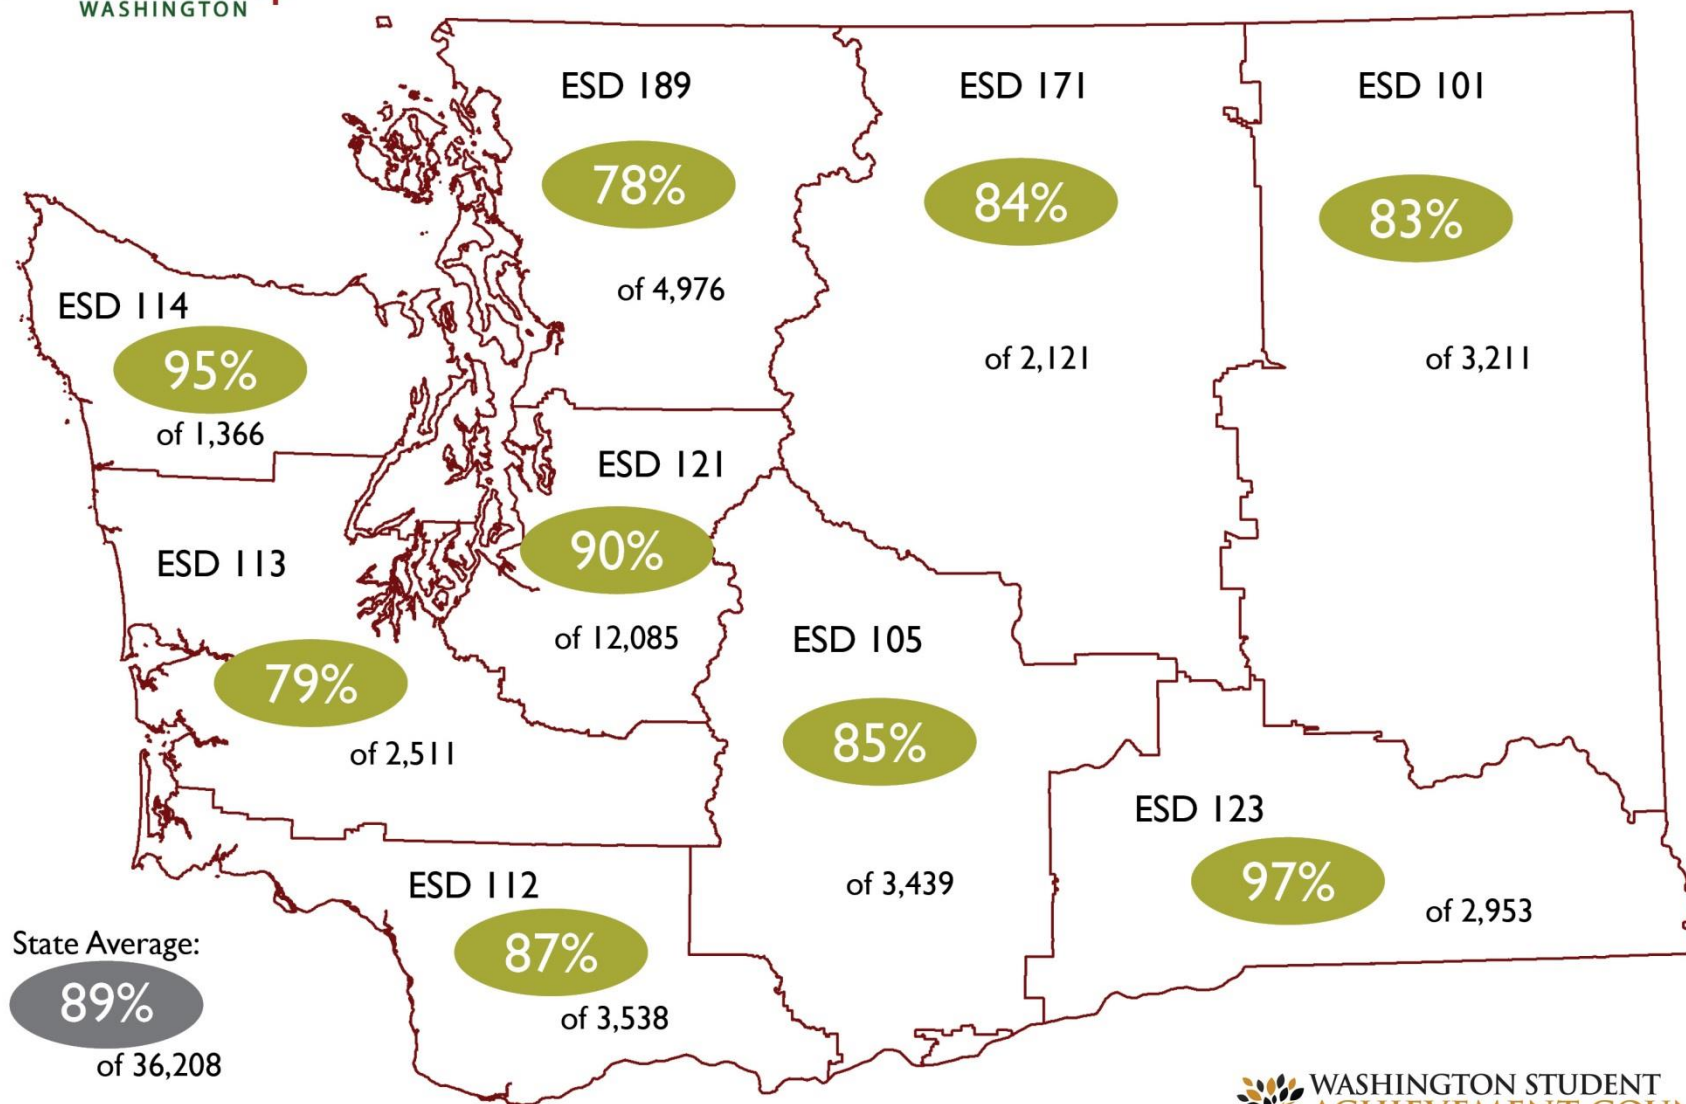 WASHINGTON
ESD 189
78%
of 4,976
ESD 171
84%
of 2,121
ESD 101
83%
of 3,211
ESD 114
95%
of 1,366
ESD 121
90%
of 12,085
ESD 113
79%
of 2,511
ESD 105
85%
of 3,439
ESD 123
97%
of 2,953
ESD 112
87%
of 3,538
State Average:
89%
of 36,208
WASHINGTON STUDENT
ACHIEVEMENT COUN